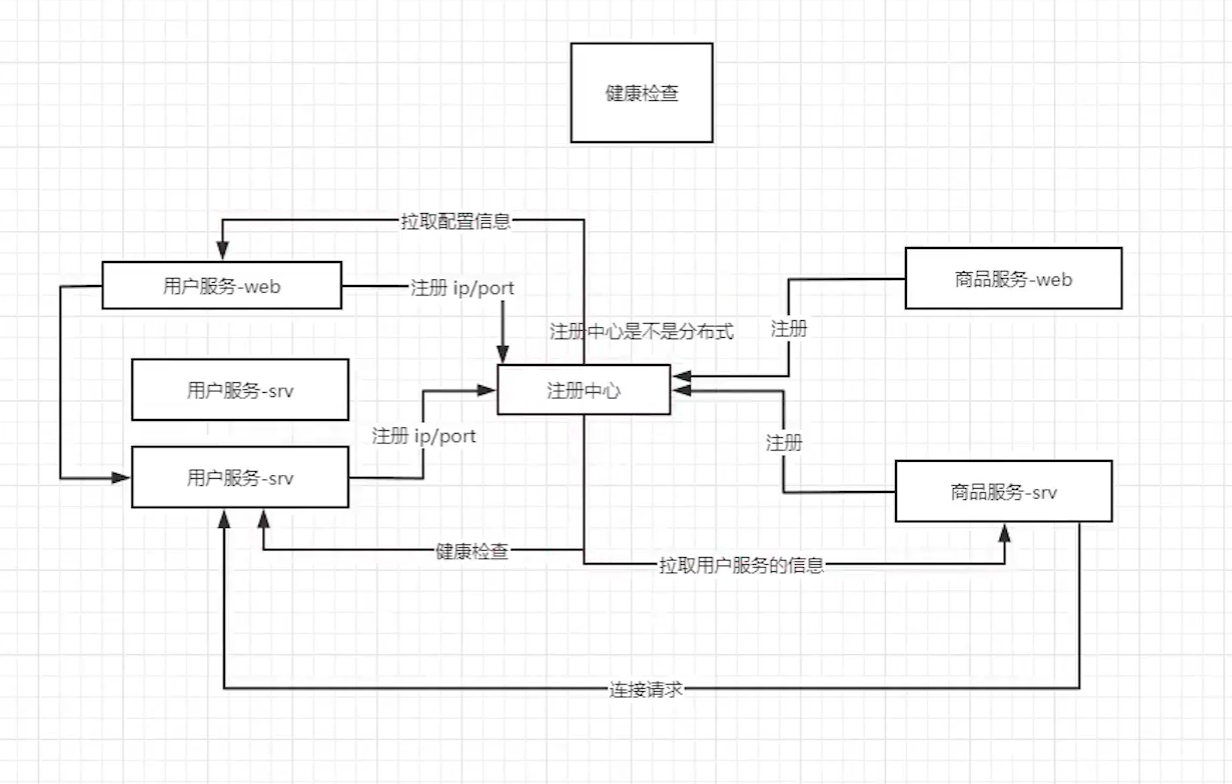 健康检查
拉取配置信息
用户服务-web
注册 ip/port
商品服务-web
注册中心是不是分布式
注册
用户服务-srv
注册中心
注册 ip/port
注册
用户服务-srv
商品服务-srv
健康检查
拉取用户服务的信息
连接请求